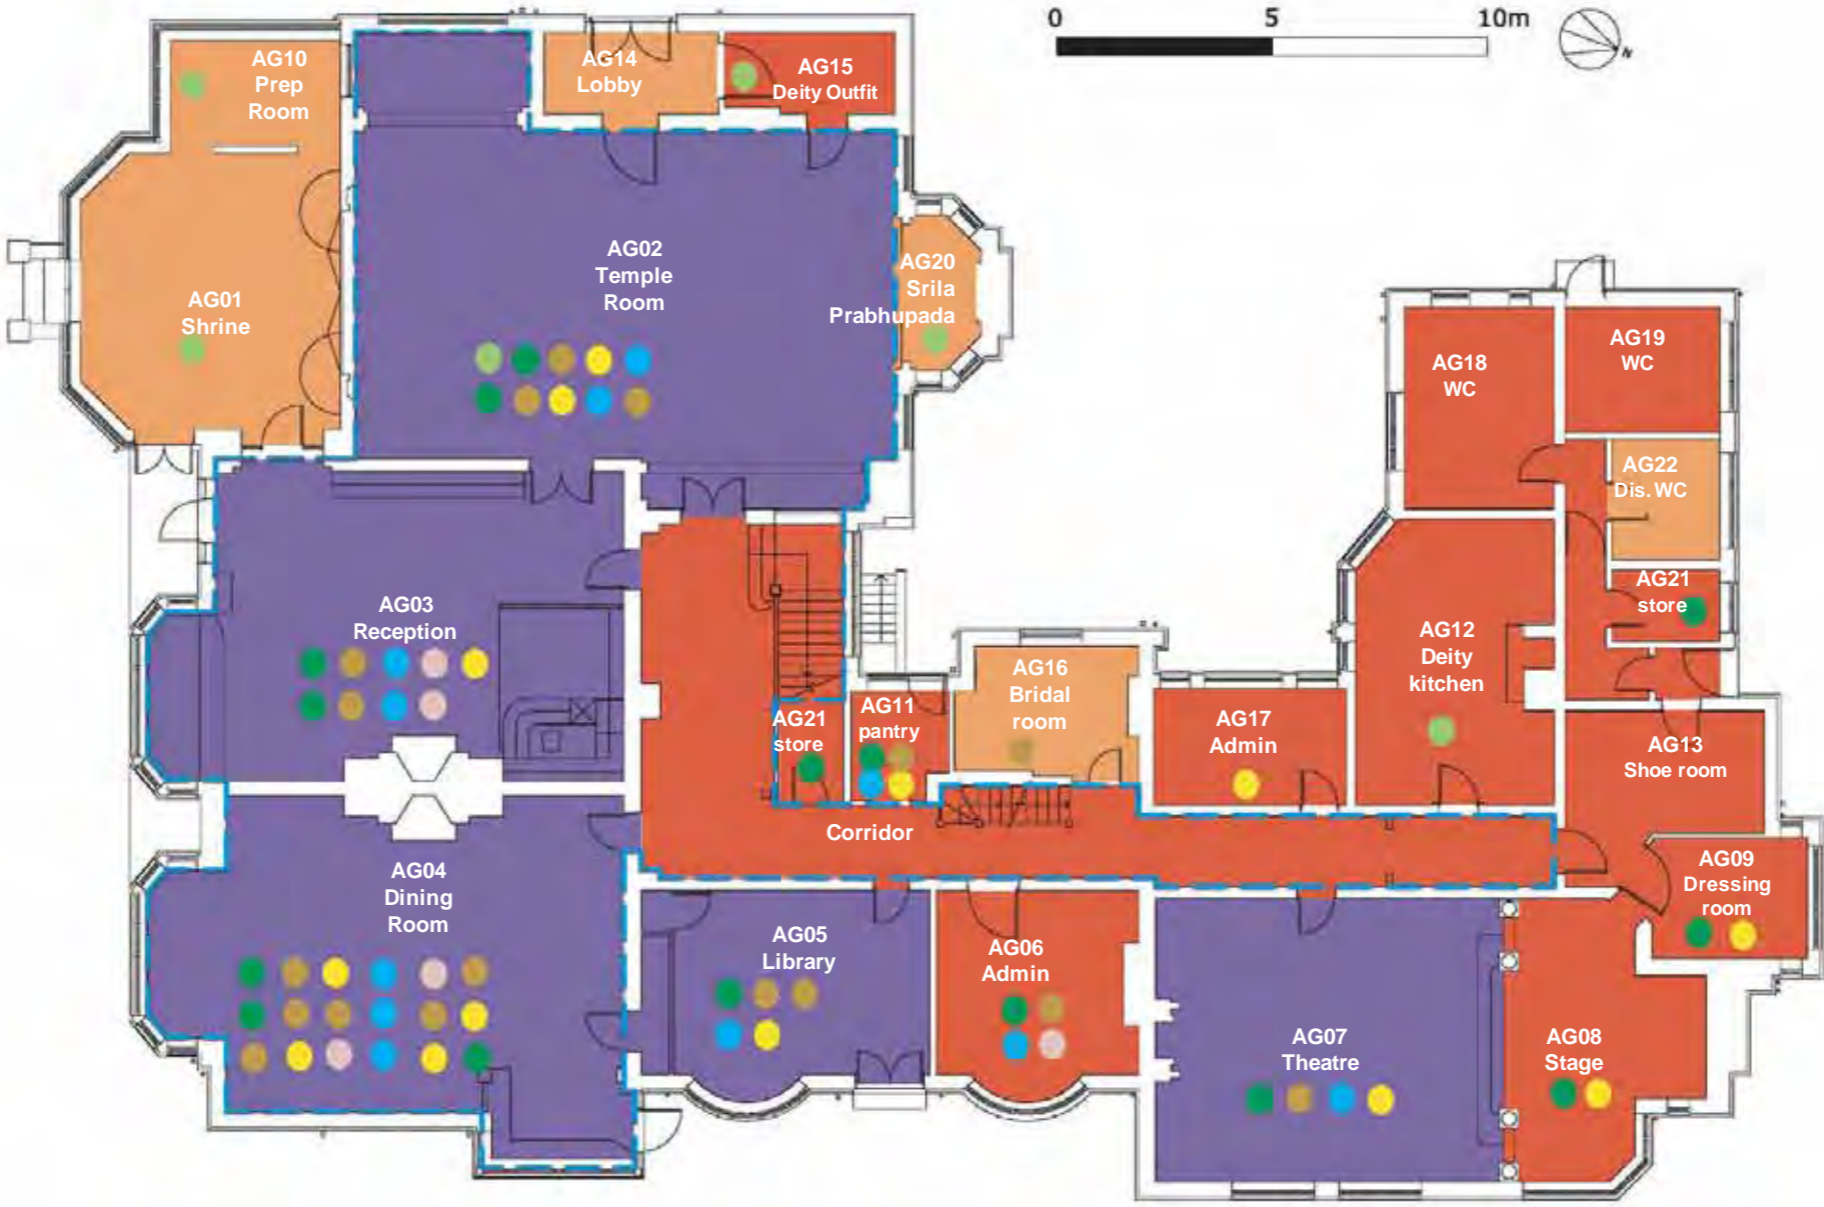 0 5 10m
N
AG10
Prep
Room
AG14
Lobby
AG15
Deity Outfit
AG02
Temple
Room
AG20
Srila
Prabhupada
AG01
Shrine
AG18
WC
AG19
WC
AG22
Dis. WC
AG21
store
AG03
Reception
AG12
Deity
kitchen
AG16
Bridal
room
AG11
pantry
AG21
store
AG17
Admin
AG13
Shoe room
Corridor
AG04
Dining
Room
AG09
Dressing
room
AG05
Library
AG06
Admin
AG07
Theatre
AG08
Stage